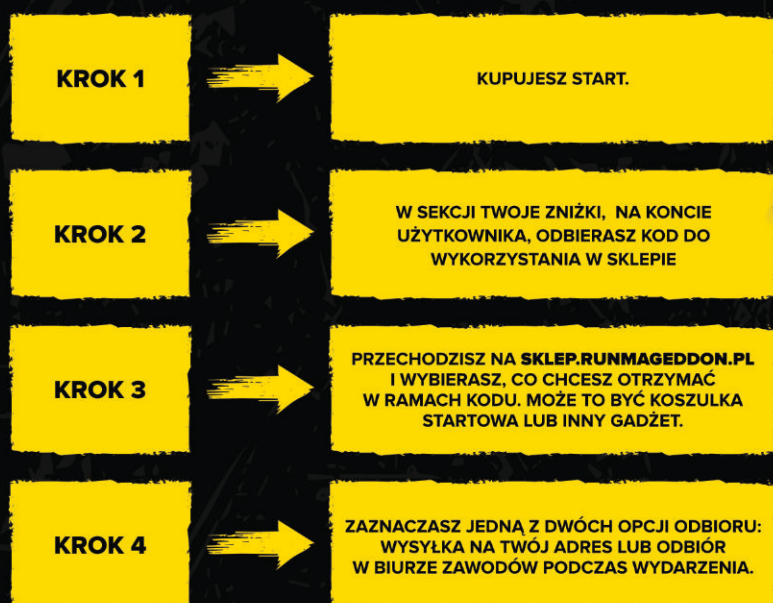 KROK 1
KUPUJESZ START.
KROK 2
W SEKCJI TWOJE ZNIŻKI, NA KONCIE
UŻYTKOWNIKA, ODBIERASZ KOD DO
WYKORZYSTANIA W SKLEPIE
KROK 3
PRZECHODZISZ NA SKLEP.RUNMAGEDDON.PL
I WYBIERASZ, CO CHCESZ OTRZYMAĆ
W RAMACH KODU. MOŻE TO BYĆ KOSZULKA
STARTOWA LUB INNY GADŻET.
KROK 4
ZAZNACZASZ JEDNĄ Z DWÓCH OPCJI ODBIORU:
WYSYŁKA NA TWÓJ ADRES LUB ODBIÓR
W BIURZE ZAWODÓW PODCZAS WYDARZENIA.